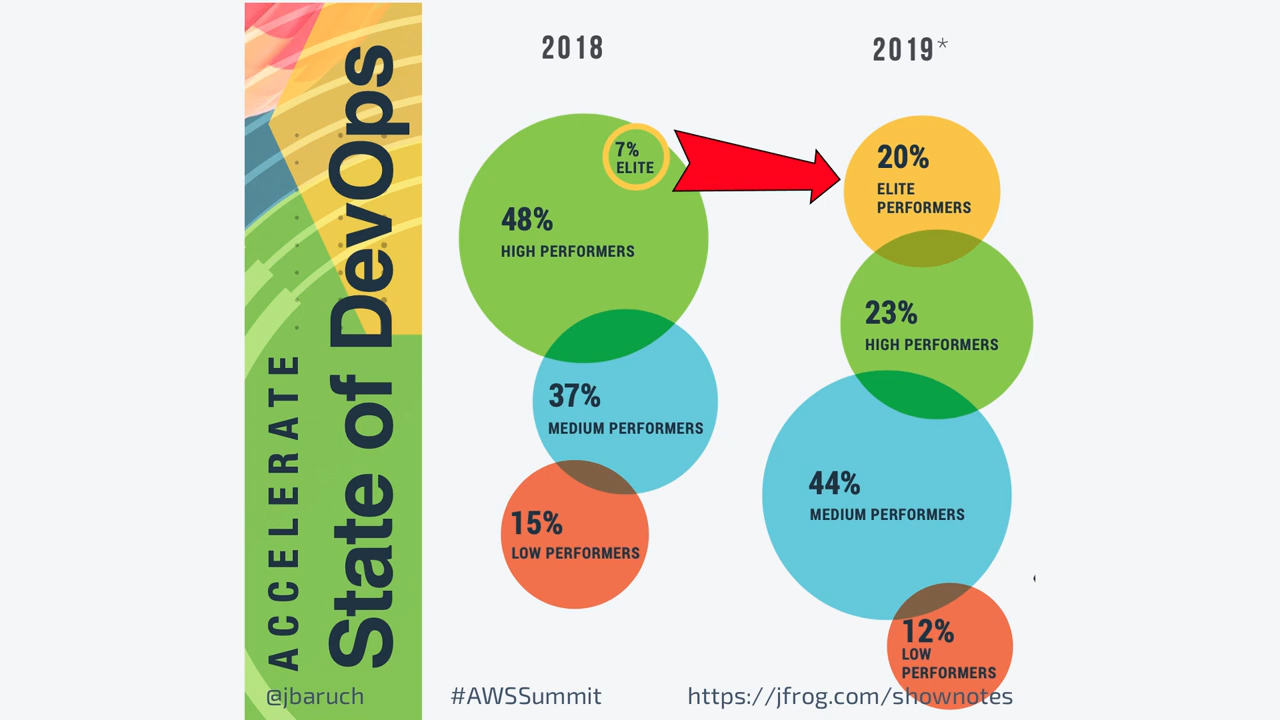 ACCELERATE
State of DevOps
2018
7%
ELITE
48%
HIGH PERFORMERS
37%
MEDIUM PERFORMERS
15%
LOW PERFORMERS
2019*
20%
ELITE
PERFORMERS
23%
HIGH PERFORMERS
44%
MEDIUM PERFORMERS
12%
LOW
PERFORMERS
@jbaruch
#AWSSummit
https://jfrog.com/shownotes